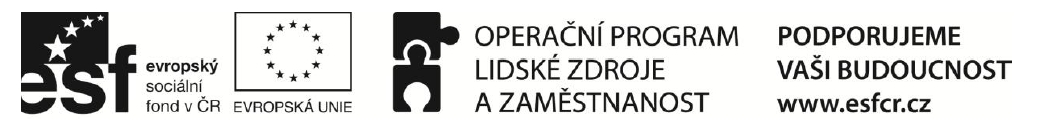 esf
evropský
sociální
fond v ČR
EVROPSKÁ UNIE
OPERAČNÍ PROGRAM
LIDSKÉ ZDROJE
A ZAMĚSTNANOST
PODPORUJEME
VAŠI BUDOUCNOST
www.esfcr.cz